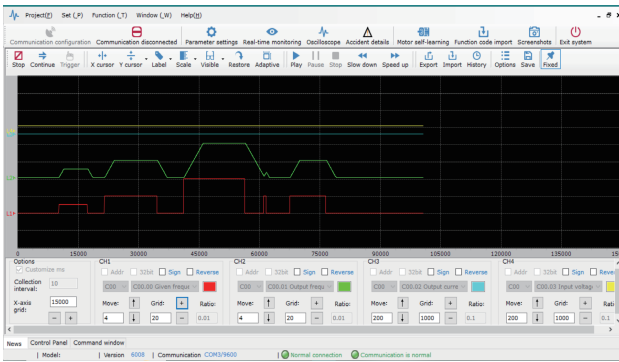 Project(F) Set (_P) Function (_T) Window (_W) Help(H)
Communication configuration Communication disconnected Parameter settings Real-time monitoring Oscilloscope Accident details Motor self-learning Function code import Screenshots Exit system
Stop Continue Trigger X cursor Y cursor Label Scale Visible Restore Adaptive Play Pause Stop Slow down Speed up Export Import History Options Save Fixed
L2P
L1P
0 15000 30000 45000 60000 75000 90000 105000 120000 135000 15
Options CH1 CH2 CH3 CH4
Customize ms Addr 32bit Sign Reverse Addr 32bit Sign Reverse Addr 32bit Sign Reverse Addr 32bit Sign Reverse
Collection interval: 10 C00 C00.00 Given freque C00 C00.01 Output frequ C00 C00.02 Output curre C00 C00.03 Input voltag
X-axis grid: 15000 Move: Grid: + Ratio: Move: Grid: + Ratio: Move: Grid: + Ratio: Move: Grid: + Ratio
- + 4 20 - 0.01 4 20 - 0.01 200 1000 - 0.1 200 1000 - 0.1
News Control Panel Command window
Model: Version 6008 Communication COM3/9600 Normal connection Communication is normal